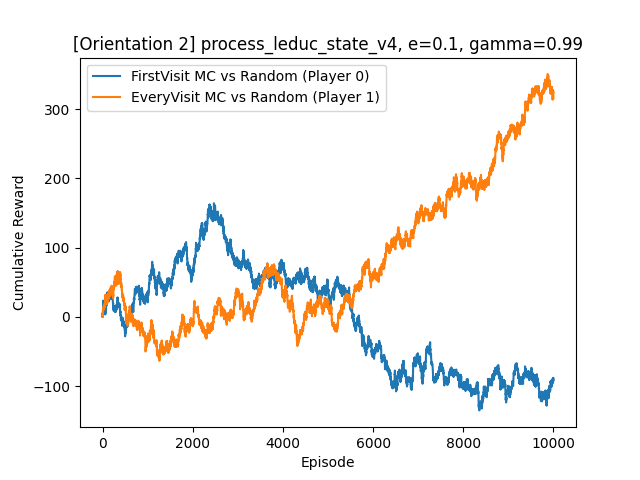 [Orientation 2] process_leduc_state_v4, e=0.1, gamma=0.99
FirstVisit MC vs Random (Player 0)
EveryVisit MC vs Random (Player 1)
Cumulative Reward
300
200
100
0
−100
0
2000
4000
6000
8000
10000
Episode